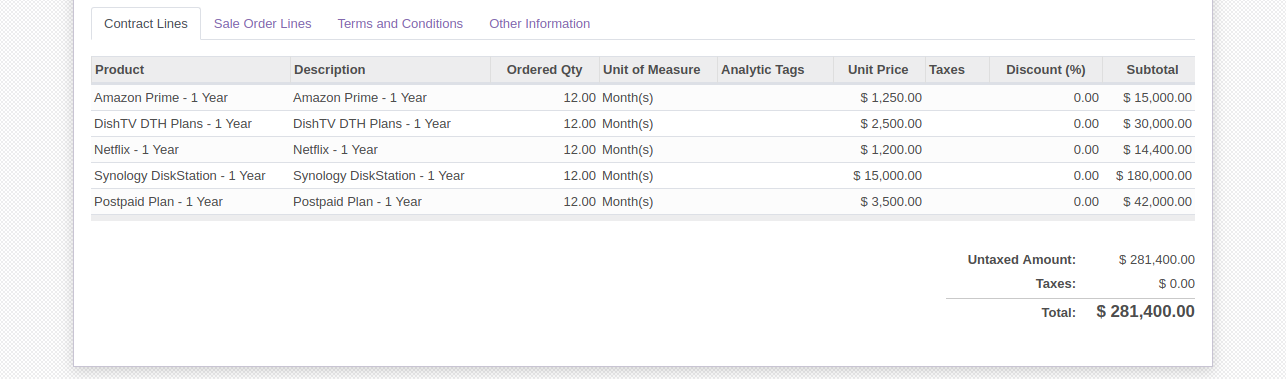 Contract Lines Sale Order Lines Terms and Conditions Other Information
Product Description Ordered Qty Unit of Measure Analytic Tags Unit Price Taxes Discount (%) Subtotal
Amazon Prime - 1 Year Amazon Prime - 1 Year 12.00 Month(s) $ 1,250.00 0.00 $ 15,000.00
DishTV DTH Plans - 1 Year DishTV DTH Plans - 1 Year 12.00 Month(s) $ 2,500.00 0.00 $ 30,000.00
Netflix - 1 Year Netflix - 1 Year 12.00 Month(s) $ 1,200.00 0.00 $ 14,400.00
Synology DiskStation - 1 Year Synology DiskStation - 1 Year 12.00 Month(s) $ 15,000.00 0.00 $ 180,000.00
Postpaid Plan - 1 Year Postpaid Plan - 1 Year 12.00 Month(s) $ 3,500.00 0.00 $ 42,000.00
Untaxed Amount: $ 281,400.00
Taxes: $ 0.00
Total: $ 281,400.00